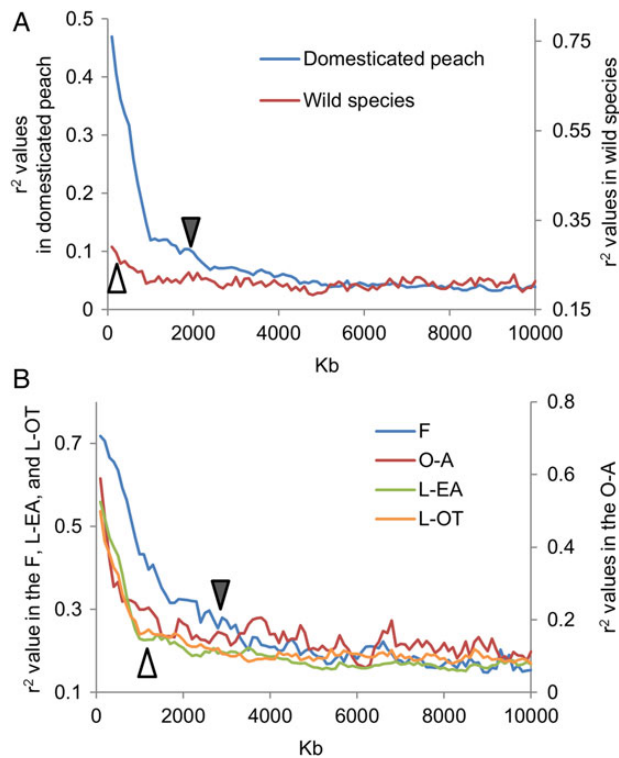 A
r² values
in domesticated peach
0.5
0.4
0.3
0.2
0.1
0
Domesticated peach
Wild species
0.75
0.55
0.35
0.15
r² values in wild species
0 2000 4000 6000 8000 10000
Kb
B
r² value in the F, L-EA, and L-OT
0.7
0.5
0.3
0.1
F
O-A
L-EA
L-OT
0.8
0.6
0.4
0.2
0
r² values in the O-A
0 2000 4000 6000 8000 10000
Kb